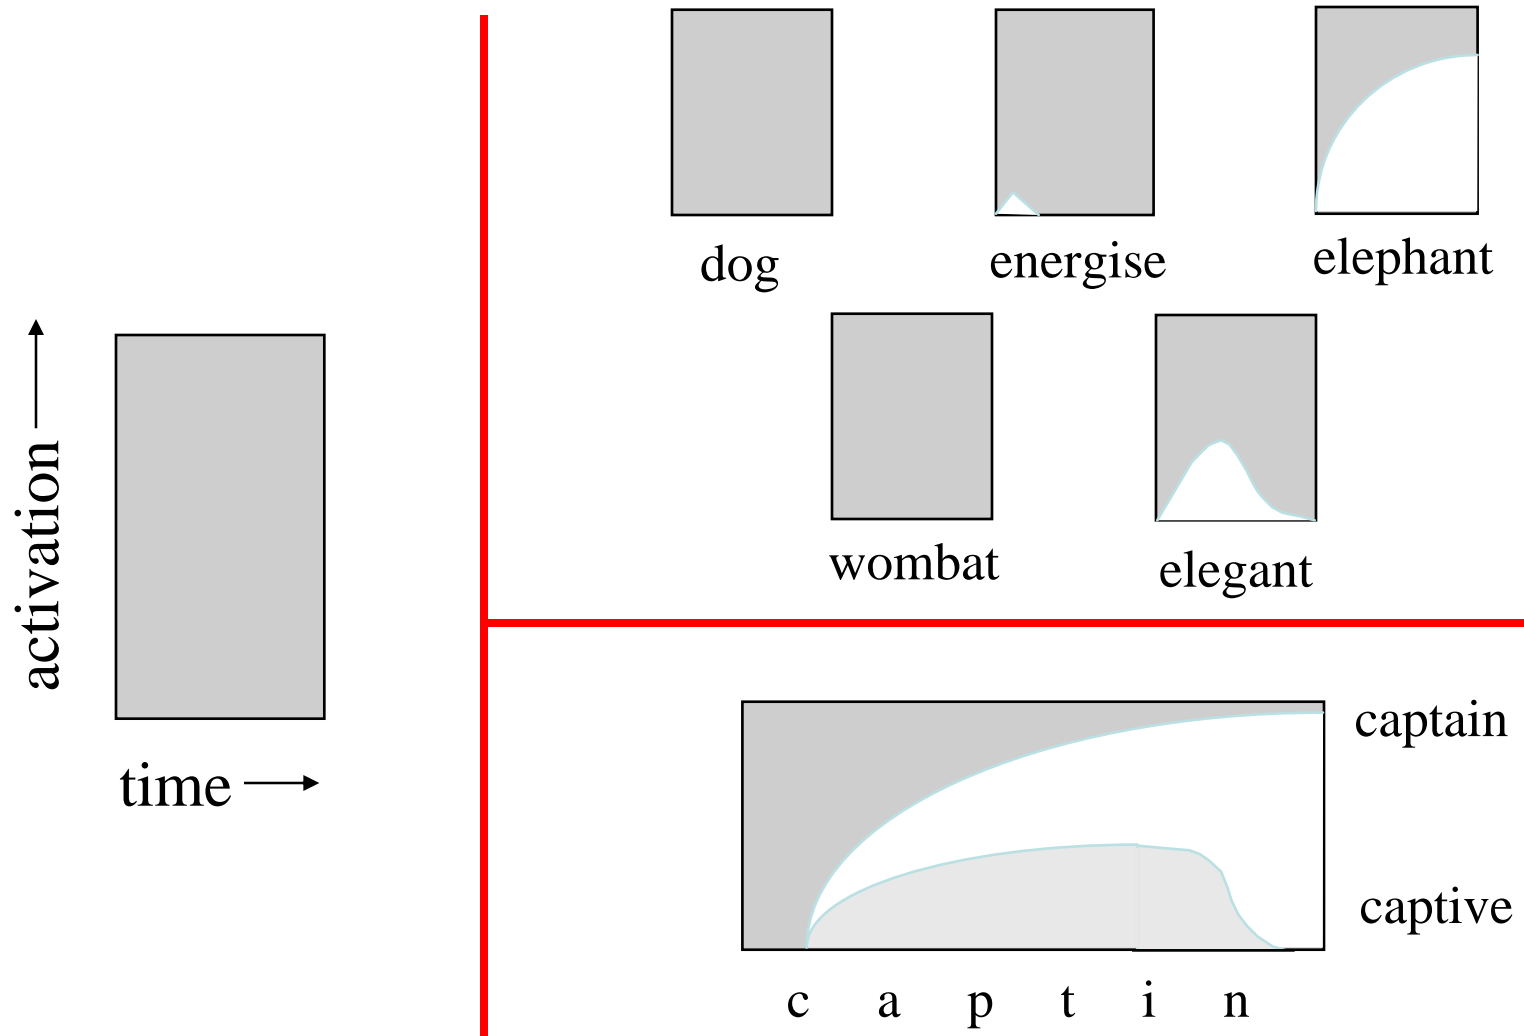 activation
time
dog
energise
elephant
wombat
elegant
captain
captive
c a p t i n